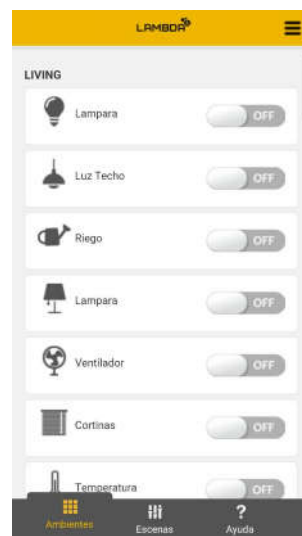 LAMBDA
LIVING
Lampara OFF
Luz Techo OFF
Riego OFF
Lampara OFF
Ventilador OFF
Cortinas OFF
Temperatura OFF
Ambientes Escenas ? Ayuda